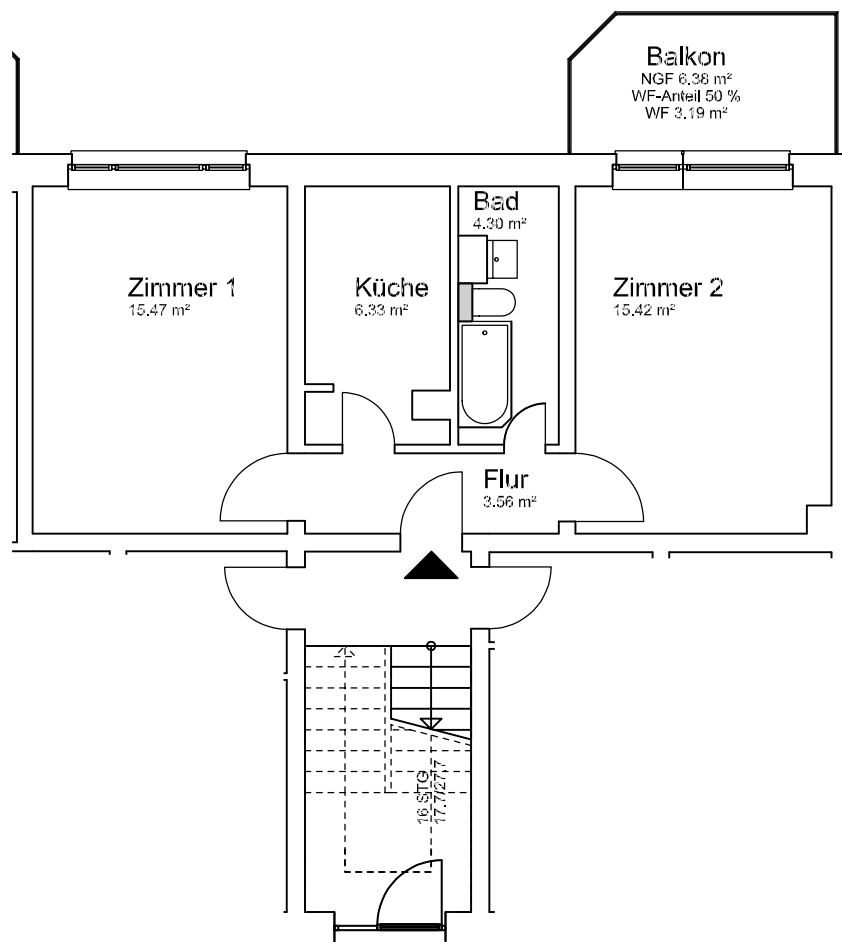 Balkon
NGF 6.38 m²
WF-Anteil 50 %
WF 3.19 m²
Bad
4.30 m²
Zimmer 1
15.47 m²
Küche
6.33 m²
Zimmer 2
15.42 m²
Flur
3.56 m²
16 STG
17.7/27.7